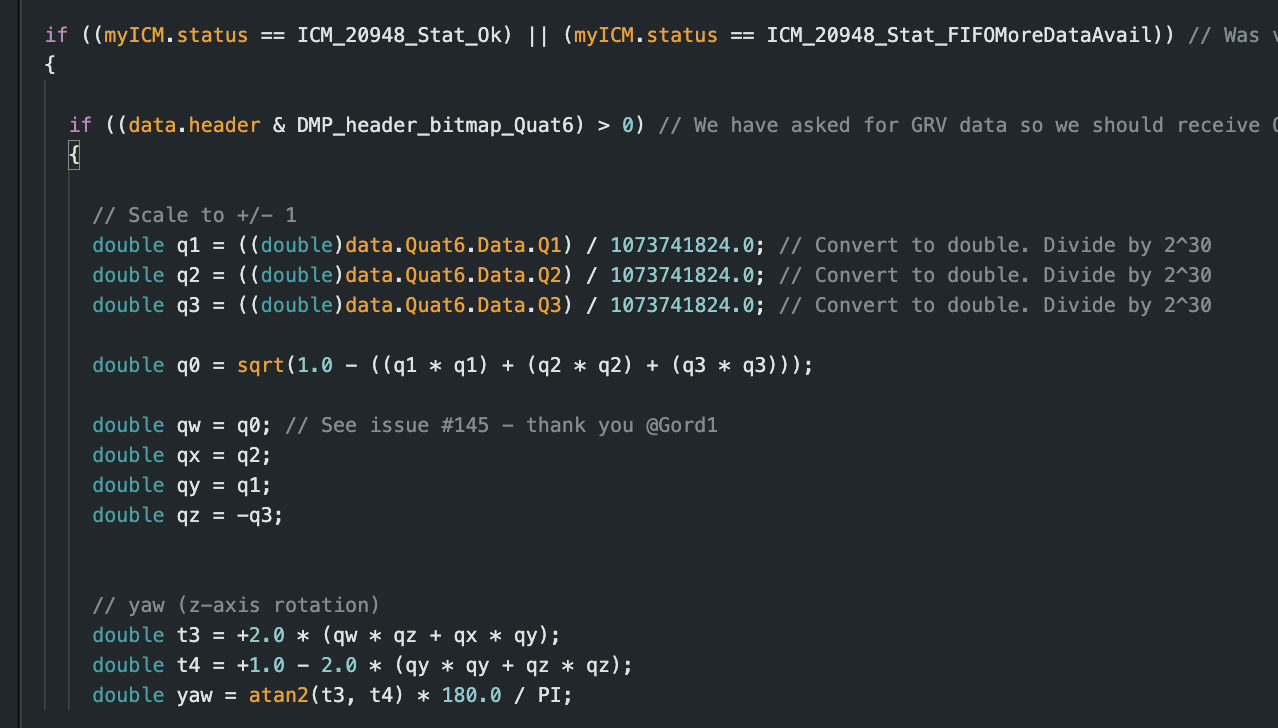 if ((myICM.status == ICM_20948_Stat_Ok) || (myICM.status == ICM_20948_Stat_FIFOMoreDataAvail)) // Was
{
if ((data.header & DMP_header_bitmap_Quat6) > 0) // We have asked for GRV data so we should receive
{
// Scale to +/- 1
double q1 = ((double)data.Quat6.Data.Q1) / 1073741824.0; // Convert to double. Divide by 2^30
double q2 = ((double)data.Quat6.Data.Q2) / 1073741824.0; // Convert to double. Divide by 2^30
double q3 = ((double)data.Quat6.Data.Q3) / 1073741824.0; // Convert to double. Divide by 2^30
double q0 = sqrt(1.0 - ((q1 * q1) + (q2 * q2) + (q3 * q3)));
double qw = q0; // See issue #145 - thank you @Gord1
double qx = q2;
double qy = q1;
double qz = -q3;
// yaw (z-axis rotation)
double t3 = +2.0 * (qw * qz + qx * qy);
double t4 = +1.0 - 2.0 * (qy * qy + qz * qz);
double yaw = atan2(t3, t4) * 180.0 / PI;